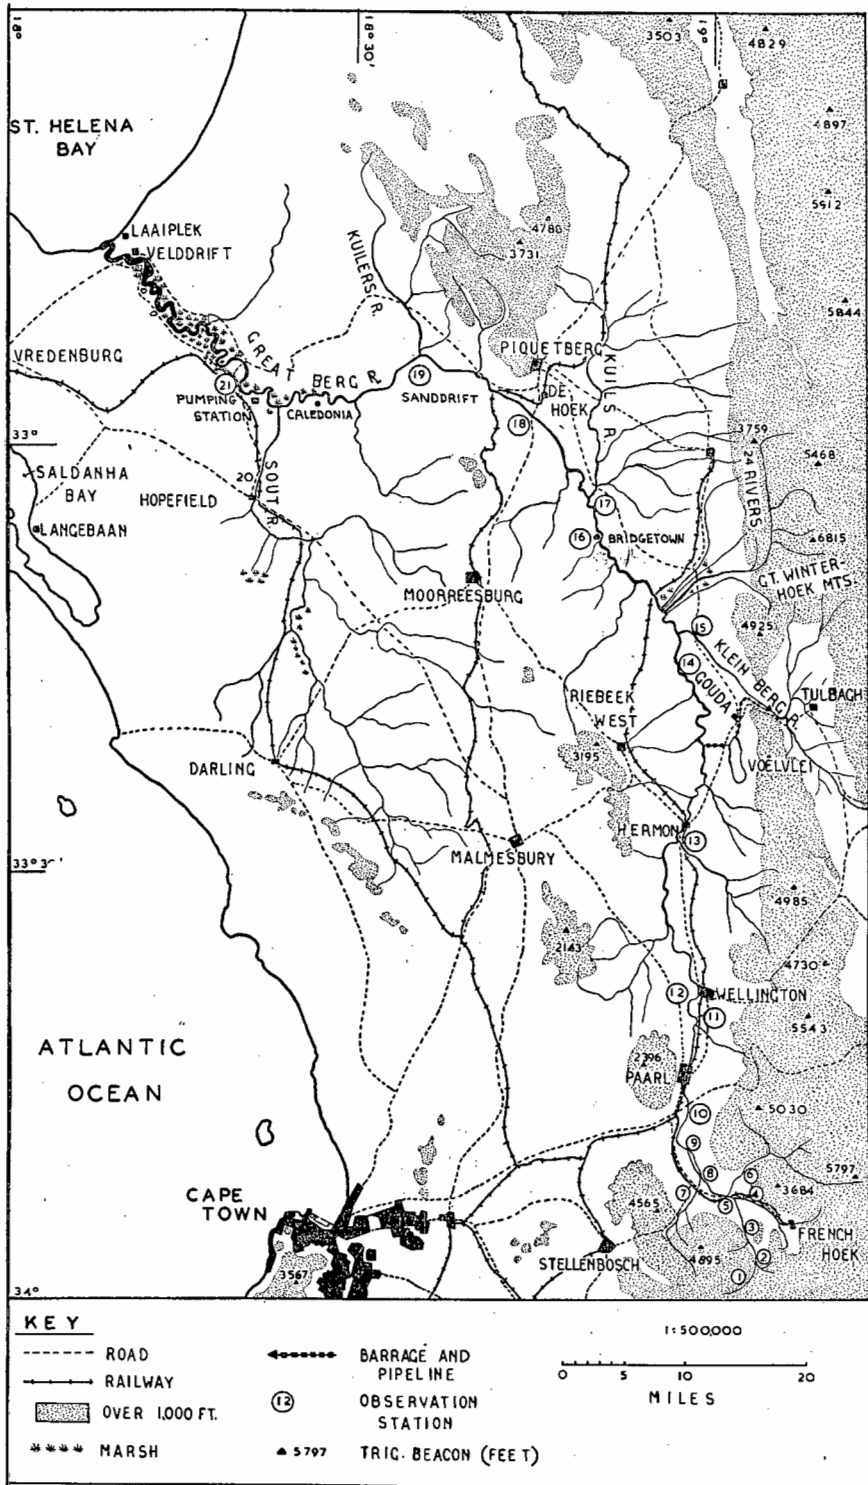 18°
18°30'
19°
3503
4829
4897
ST. HELENA
BAY
5912
LAAIPLEK
VELDDRIFT
KUILERS R.
4780
3731
5844
GREAT
BERG R.
VREDENBURG
PIQUETBERG
KUILS R.
21
PUMPING
STATION
CALEDONIA
19
SANDDRIFT
DE
HOEK
18
33°
3759
5468
24 RIVERS
SALDANHA
BAY
20
HOPEFIELD
SOUT R.
LANGEBAAN
17
16
BRIDGETOWN
6815
GT. WINTER-
HOEK MTS.
MOORREESBURG
15
4925
14
KLEIN BERG R.
GOUDA
TULBAGH
RIEBEEK
WEST
3195
VOELVLEI
DARLING
HERMON
13
MALMESBURY
33°30'
4985
2143
4730
12
WELLINGTON
11
5543
ATLANTIC
OCEAN
2396
PAARL
5030
10
9
8
6
5797
CAPE
TOWN
4565
7
5
4
3684
3
FRENCH
HOEK
STELLENBOSCH
4895
2
1
3567
34°
KEY
ROAD
RAILWAY
OVER 1,000 FT.
MARSH
BARRAGE AND
PIPELINE
12
OBSERVATION
STATION
5797 TRIG. BEACON (FEET)
1:500,000
0 5 10 20
MILES